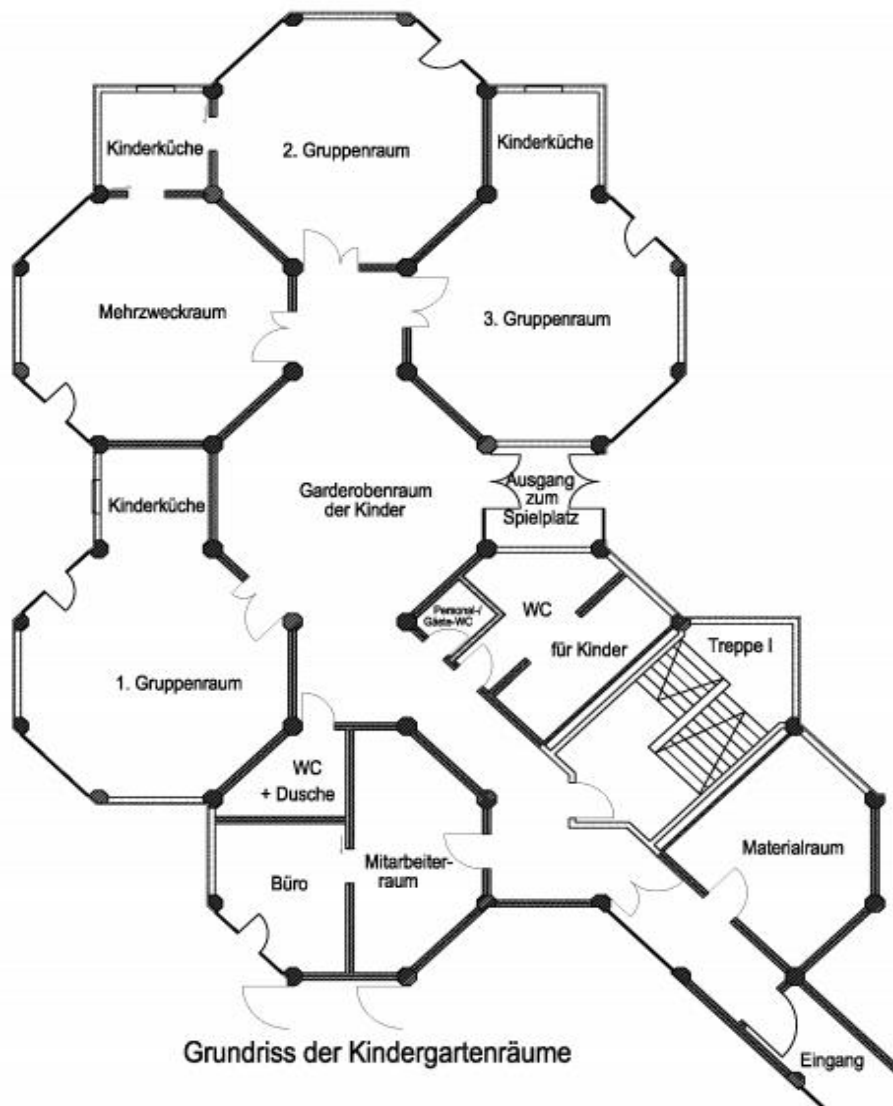 Kinderküche
2. Gruppenraum
Kinderküche
Mehrzweckraum
3. Gruppenraum
Kinderküche
Garderobenraum
der Kinder
Ausgang
zum
Spielplatz
Personal-/
Gäste-WC
WC
für Kinder
Treppe I
1. Gruppenraum
WC
+ Dusche
Büro
Mitarbeiter-
raum
Materialraum
Eingang
Grundriss der Kindergartenräume